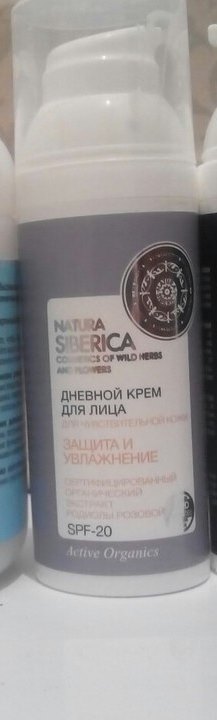 NATURA
SIBERICA
COSMETICS OF WILD HERBS
AND FLOWERS
ДНЕВНОЙ КРЕМ
ДЛЯ ЛИЦА
ДЛЯ ЧУВСТВИТЕЛЬНОЙ КОЖИ
ЗАЩИТА И
УВЛАЖНЕНИЕ
СЕРТИФИЦИРОВАННЫЙ
ОРГАНИЧЕСКИЙ
ЭКСТРАКТ
РОДИОЛЫ РОЗОВОЙ
SPF-20
Active Organics